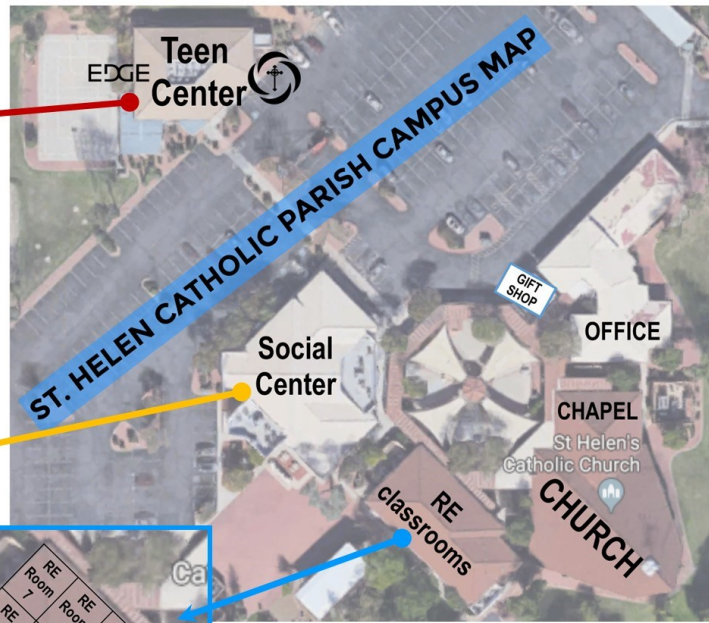 EDGE
Teen
Center
ST. HELEN CATHOLIC PARISH CAMPUS MAP
GIFT
SHOP
OFFICE
Social
Center
CHAPEL
St Helen's
Catholic Church
CHURCH
RE
classrooms
Ca
RE
Room
7
RE
RE